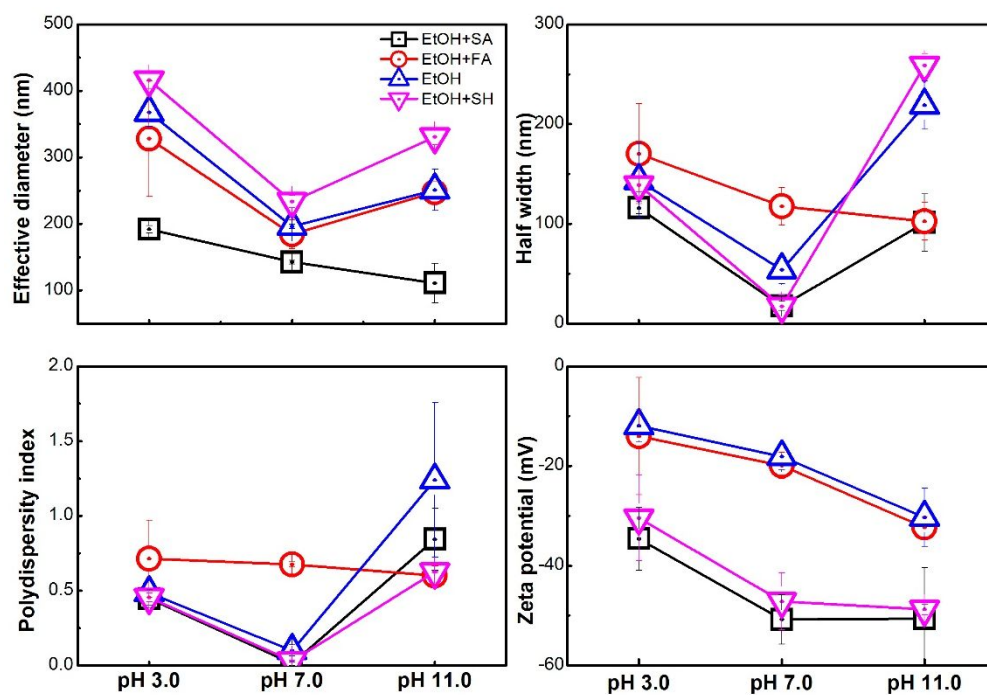 500
400
300
200
100
Effective diameter (nm)
EtOH+SA
EtOH+FA
EtOH
EtOH+SH
300
200
100
0
Half width (nm)
2.0
1.5
1.0
0.5
0.0
Polydispersity index
pH 3.0 pH 7.0 pH 11.0
0
-20
-40
-60
Zeta potential (mV)
pH 3.0 pH 7.0 pH 11.0